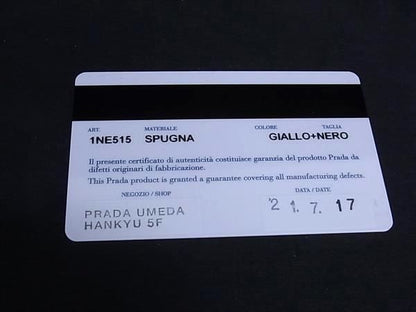 ART. MATERIALE COLORE TAGLIA
1NE515 SPUGNA GIALLO+NERO
Il presente certificato di autenticità costituisce garanzia del prodotto Prada da
difetti originari di fabbricazione.
This Prada product is granted a guarantee covering all manufacturing defects.
NEGOZIO / SHOP DATA / DATE
PRADA UMEDA 2 1. 7. 17
HANKYU 5F